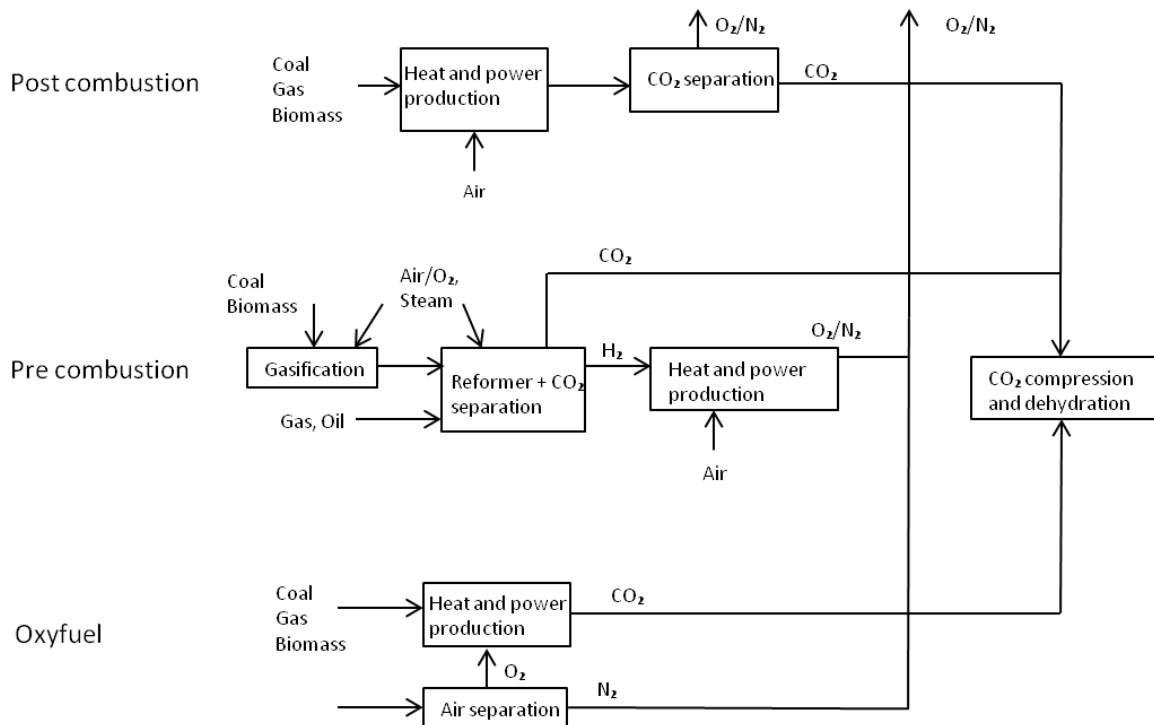 O₂/N₂
O₂/N₂
Post combustion
Coal
Gas
Biomass
Heat and power
production
CO₂ separation
CO₂
Air
CO₂
Coal
Biomass
Air/O₂,
Steam
Pre combustion
Gasification
Reformer + CO₂
separation
H₂
Heat and power
production
O₂/N₂
CO₂ compression
and dehydration
Gas, Oil
Air
Oxyfuel
Coal
Gas
Biomass
Heat and power
production
CO₂
O₂
N₂
Air separation